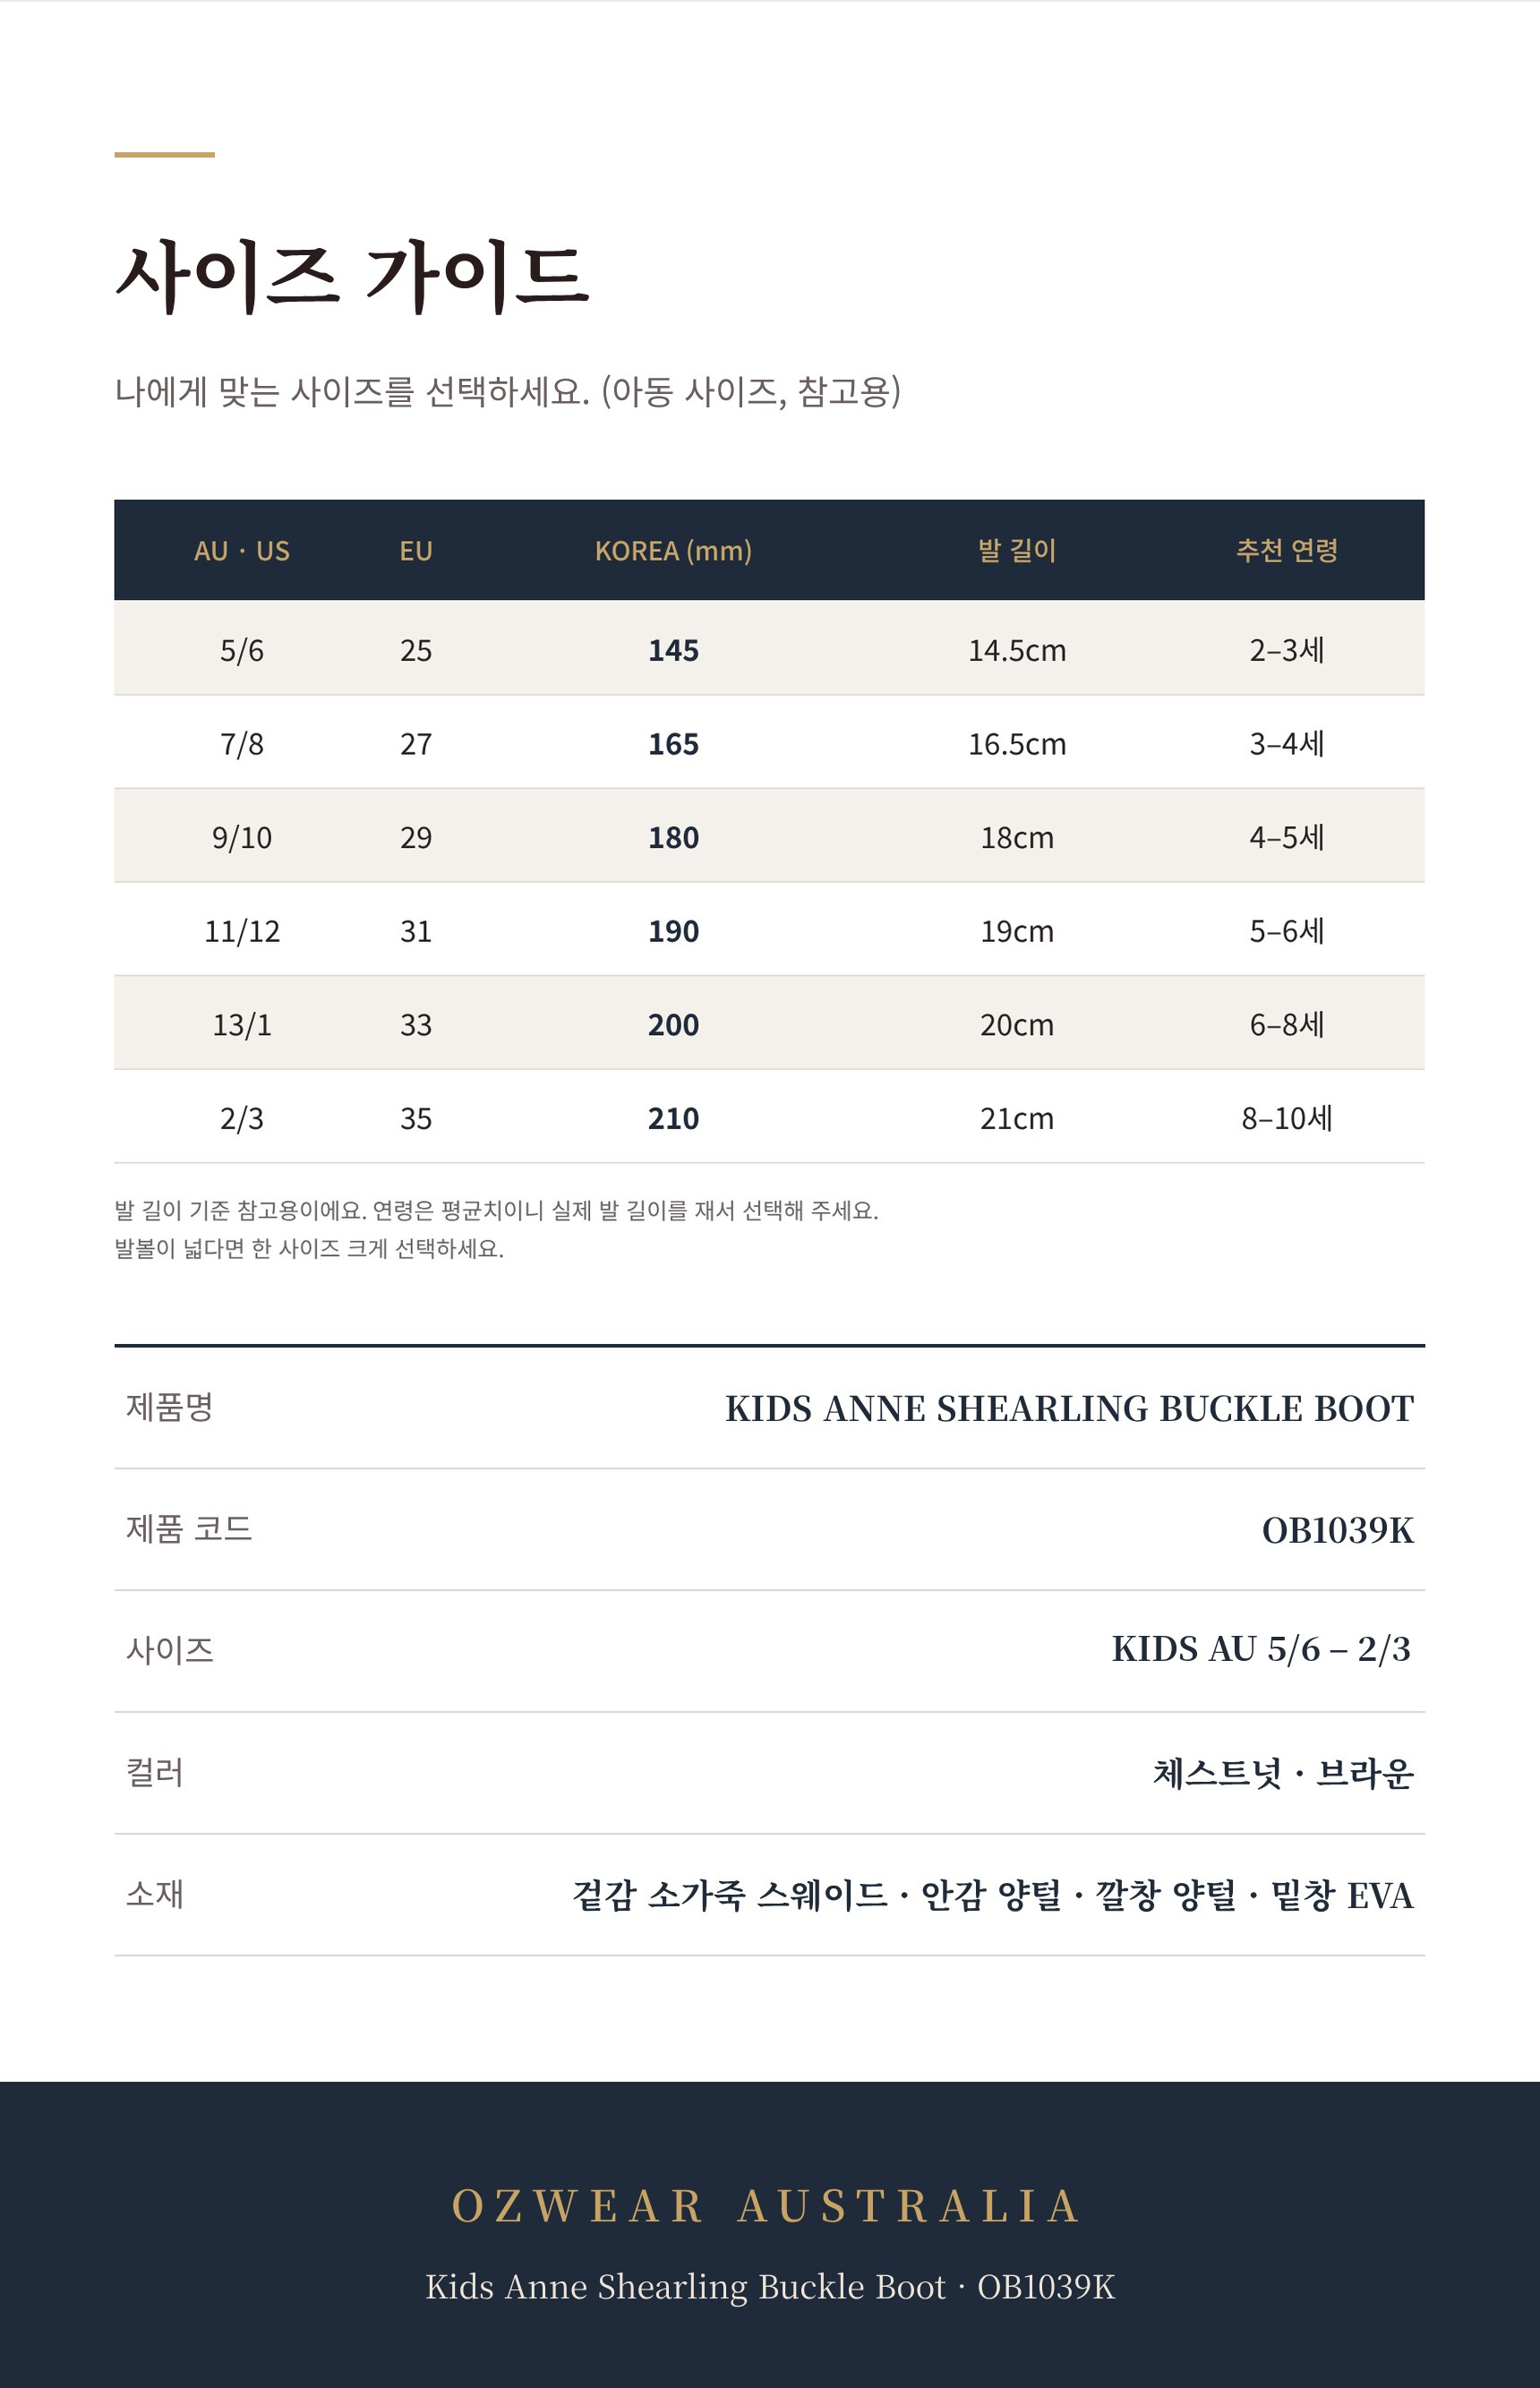 사이즈 가이드
나에게 맞는 사이즈를 선택하세요. (아동 사이즈, 참고용)
AU · US EU KOREA (mm) 발 길이 추천 연령
5/6 25 145 14.5cm 2–3세
7/8 27 165 16.5cm 3–4세
9/10 29 180 18cm 4–5세
11/12 31 190 19cm 5–6세
13/1 33 200 20cm 6–8세
2/3 35 210 21cm 8–10세
발 길이 기준 참고용이에요. 연령은 평균치이니 실제 발 길이를 재서 선택해 주세요.
발볼이 넓다면 한 사이즈 크게 선택하세요.
제품명 KIDS ANNE SHEARLING BUCKLE BOOT
제품 코드 OB1039K
사이즈 KIDS AU 5/6 – 2/3
컬러 체스트넛 · 브라운
소재 겉감 소가죽 스웨이드 · 안감 양털 · 깔창 양털 · 밑창 EVA
OZWEAR AUSTRALIA
Kids Anne Shearling Buckle Boot · OB1039K